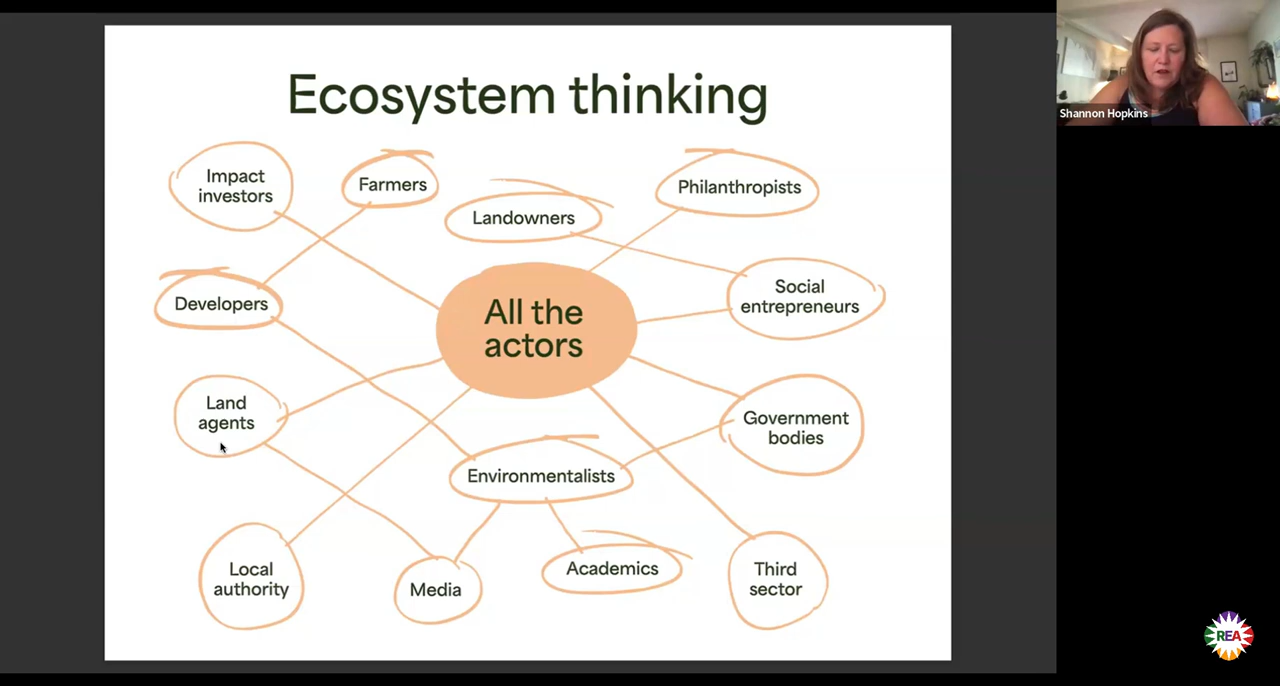 Ecosystem thinking
Shannon Hopkins
Impact
investors
Farmers
Landowners
Philanthropists
Developers
All the
actors
Social
entrepreneurs
Land
agents
Government
bodies
Environmentalists
Local
authority
Media
Academics
Third
sector
REA